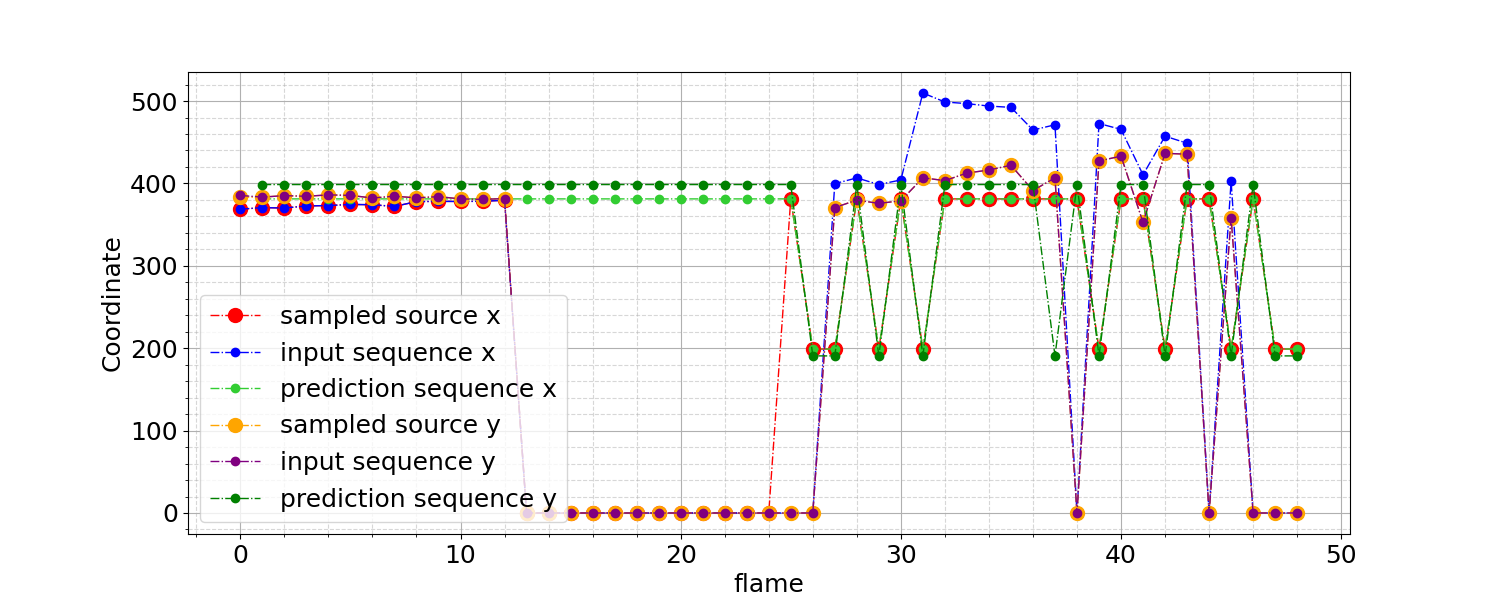 500
400
300
200
100
0
Coordinate
sampled source x
input sequence x
prediction sequence x
sampled source y
input sequence y
prediction sequence y
0 10 20 30 40 50
flame